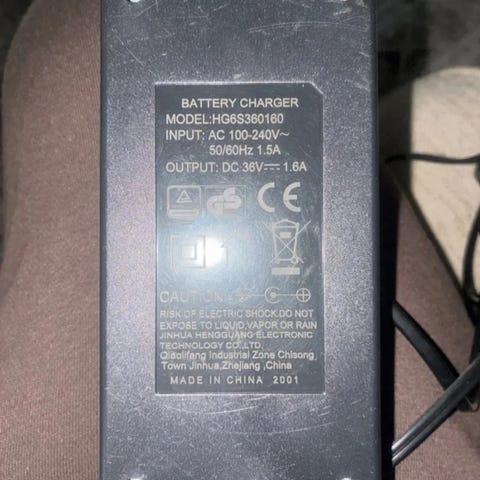 BATTERY CHARGER
MODEL:HG6S360160
INPUT: AC 100-240V~
50/60Hz 1.5A
OUTPUT: DC 36V⎓ 1.6A
GS
CE
CAUTION
RISK OF ELECTRIC SHOCK.DO NOT
EXPOSE TO LIQUID,VAPOR OR RAIN
JINHUA HENGGUANG ELECTRONIC
TECHNOLOGY CO.,LTD.
Qiaolifang Industrial Zone Chisong
Town Jinhua,Zhejiang ,China
MADE IN CHINA 2001